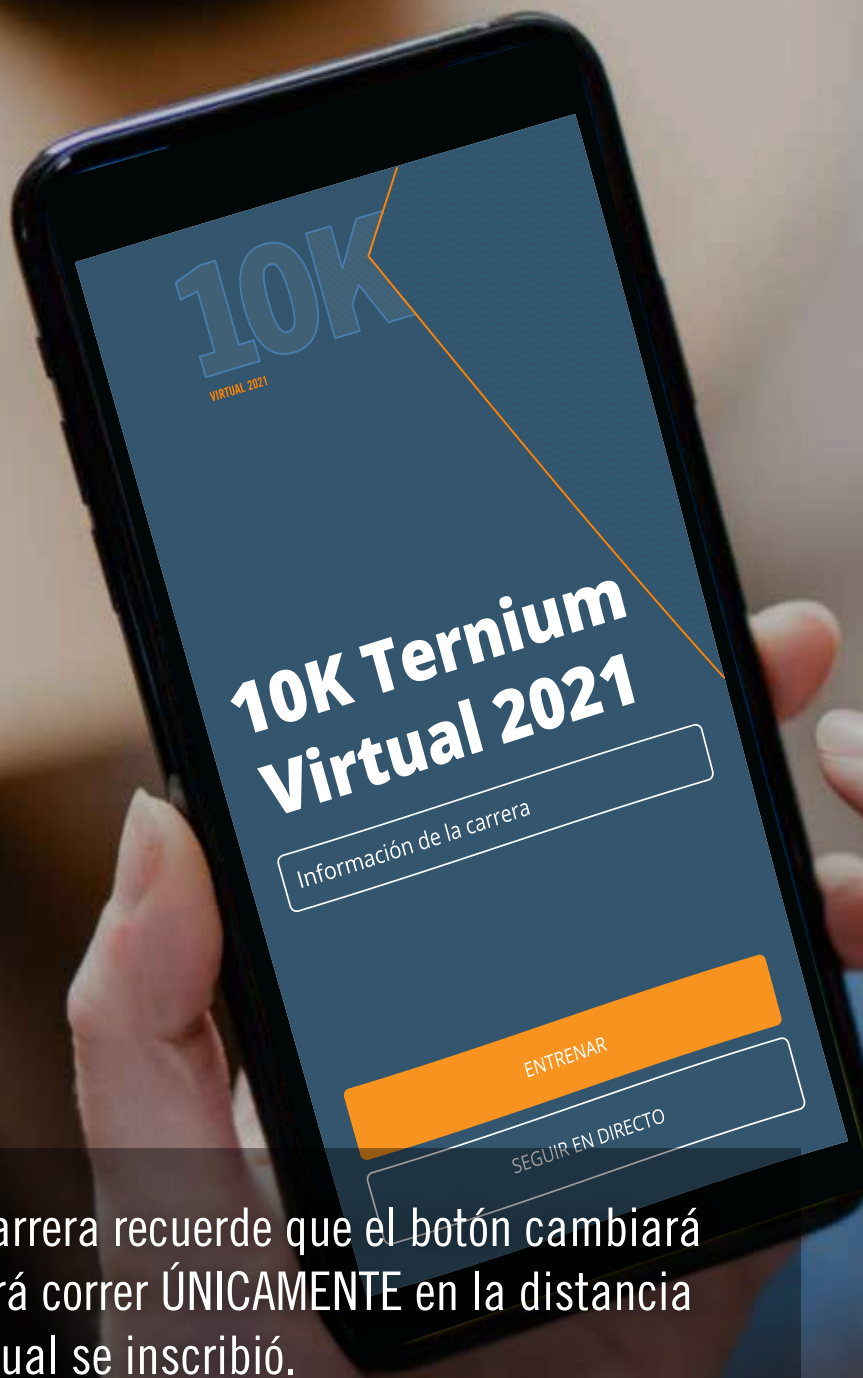 10K
VIRTUAL 2021
10K Ternium
Virtual 2021
Información de la carrera
ENTRENAR
SEGUIR EN DIRECTO
arrera recuerde que el botón cambiará
rá correr ÚNICAMENTE en la distancia
ual se inscribió.